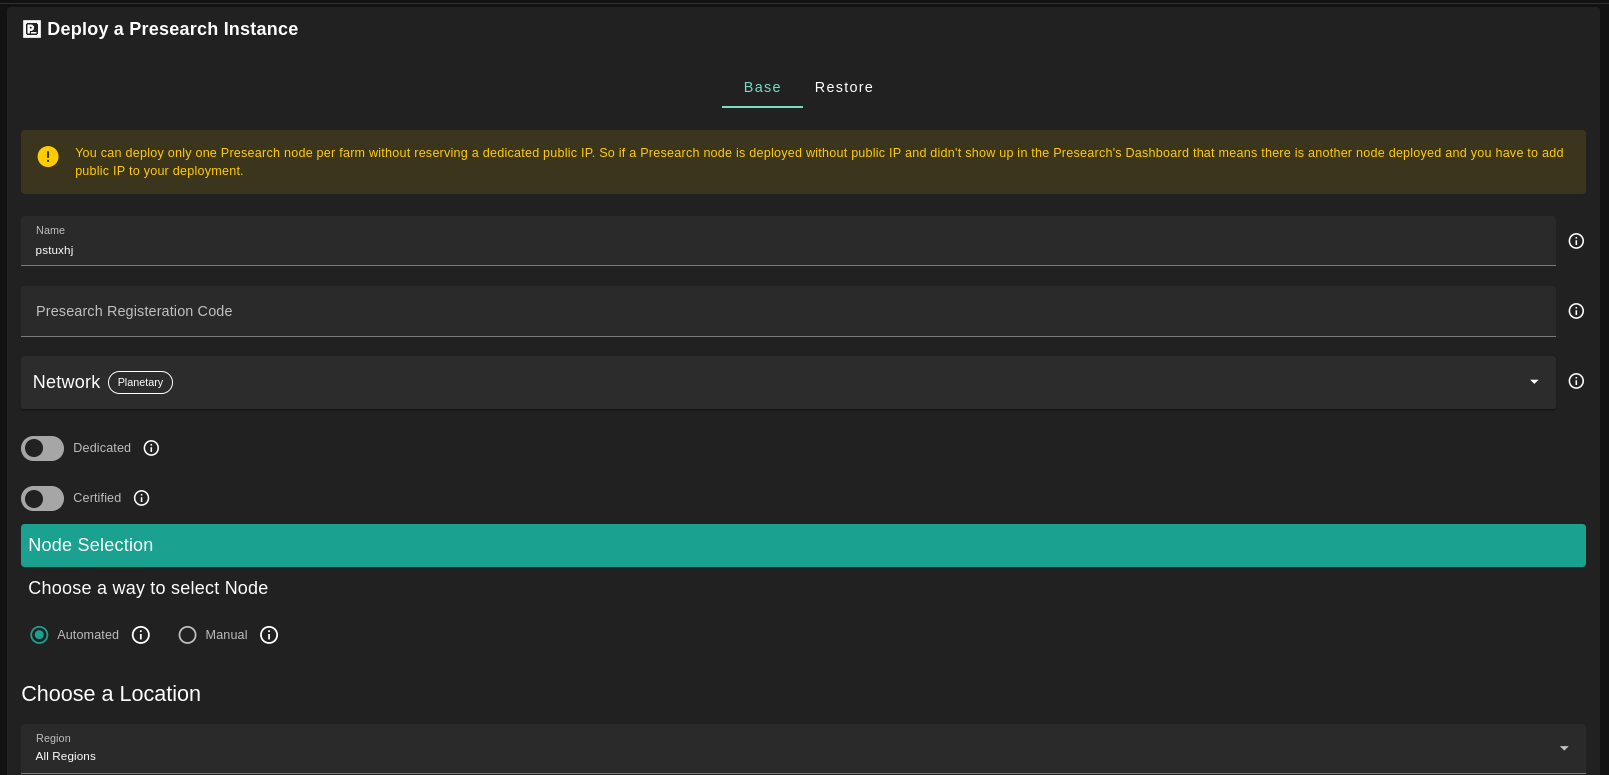 Deploy a Presearch Instance
Base Restore
You can deploy only one Presearch node per farm without reserving a dedicated public IP. So if a Presearch node is deployed without public IP and didn't show up in the Presearch's Dashboard that means there is another node deployed and you have to add
public IP to your deployment.
Name
pstuxhj
Presearch Registeration Code
Network Planetary
Dedicated
Certified
Node Selection
Choose a way to select Node
Automated Manual
Choose a Location
Region
All Regions